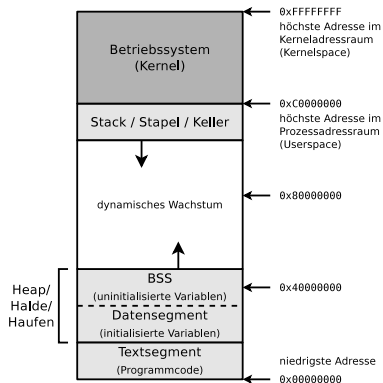 Betriebssystem
(Kernel)
Stack / Stapel / Keller
dynamisches Wachstum
Heap/
Halde/
Haufen
BSS
(uninitialisierte Variablen)
Datensegment
(initialisierte Variablen)
Textsegment
(Programmcode)
0xFFFFFFFF
höchste Adresse im
Kerneladressraum
(Kernelspace)
0xC0000000
höchste Adresse im
Prozessadressraum
(Userspace)
0x80000000
0x40000000
niedrigste Adresse
0x00000000